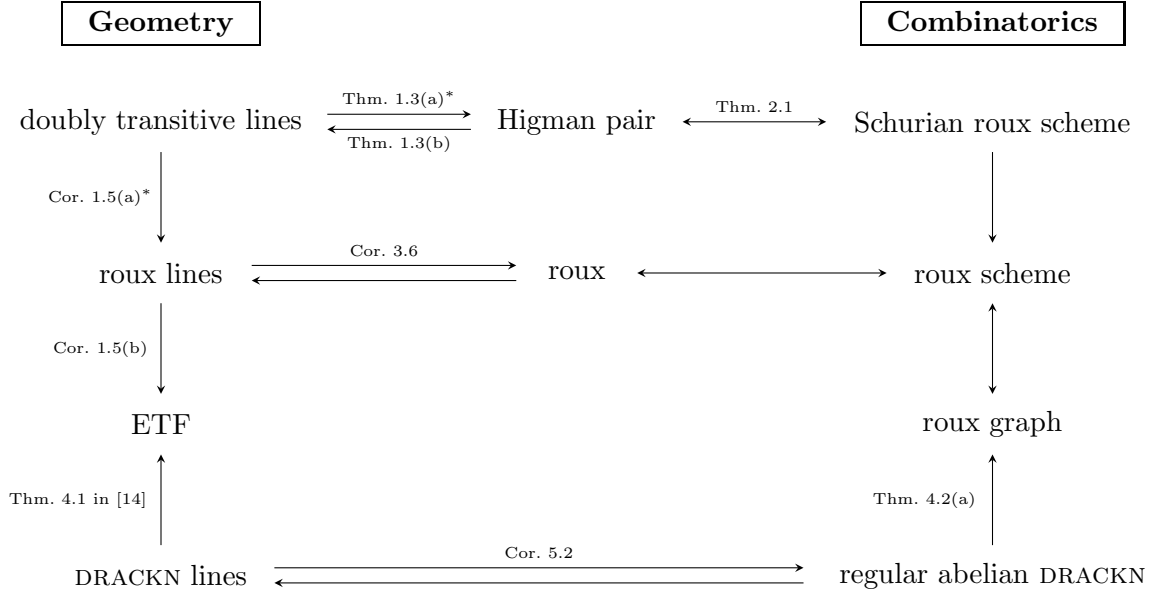 Geometry Combinatorics
Thm. 1.3(a)* Thm. 2.1
doubly transitive lines Higman pair Schurian roux scheme
Thm. 1.3(b)
Cor. 1.5(a)*
Cor. 3.6
roux lines roux roux scheme
Cor. 1.5(b)
ETF roux graph
Thm. 4.1 in [14] Thm. 4.2(a)
Cor. 5.2
DRACKN lines regular abelian DRACKN